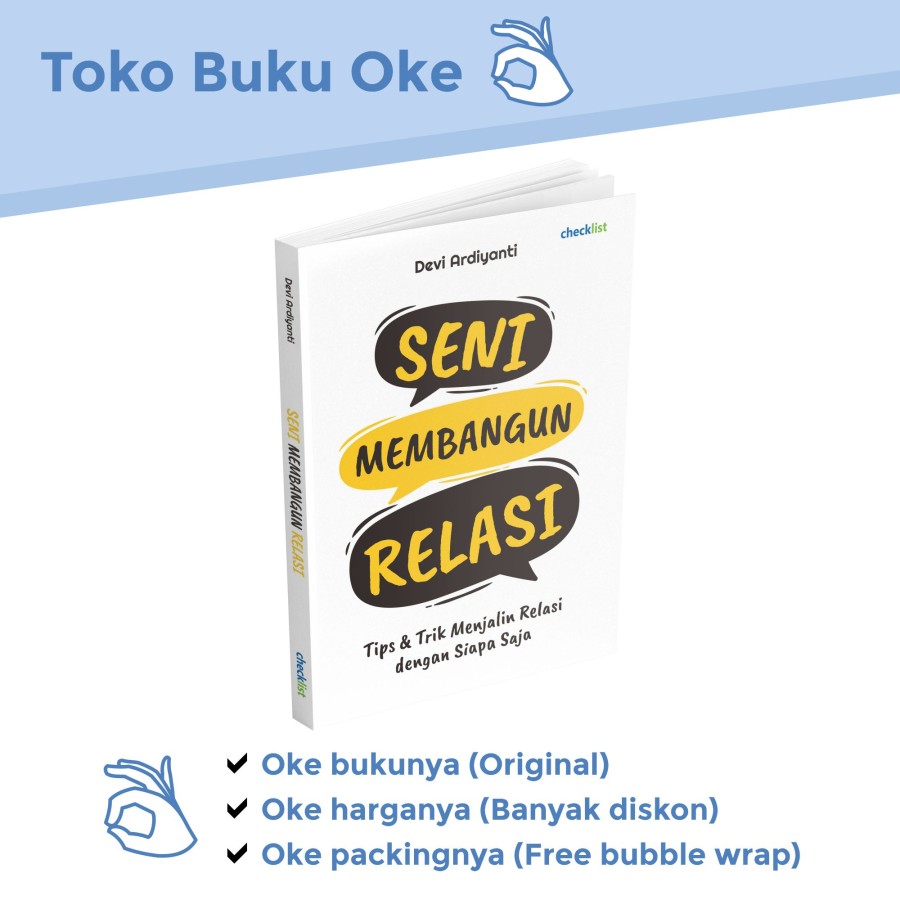 Toko Buku Oke
checklist
Devi Ardiyanti
SENI
MEMBANGUN
RELASI
Tips & Trik Menjalin Relasi
dengan Siapa Saja
Devi Ardiyanti
SENI MEMBANGUN RELASI
checklist
Oke bukunya (Original)
Oke harganya (Banyak diskon)
Oke packingnya (Free bubble wrap)